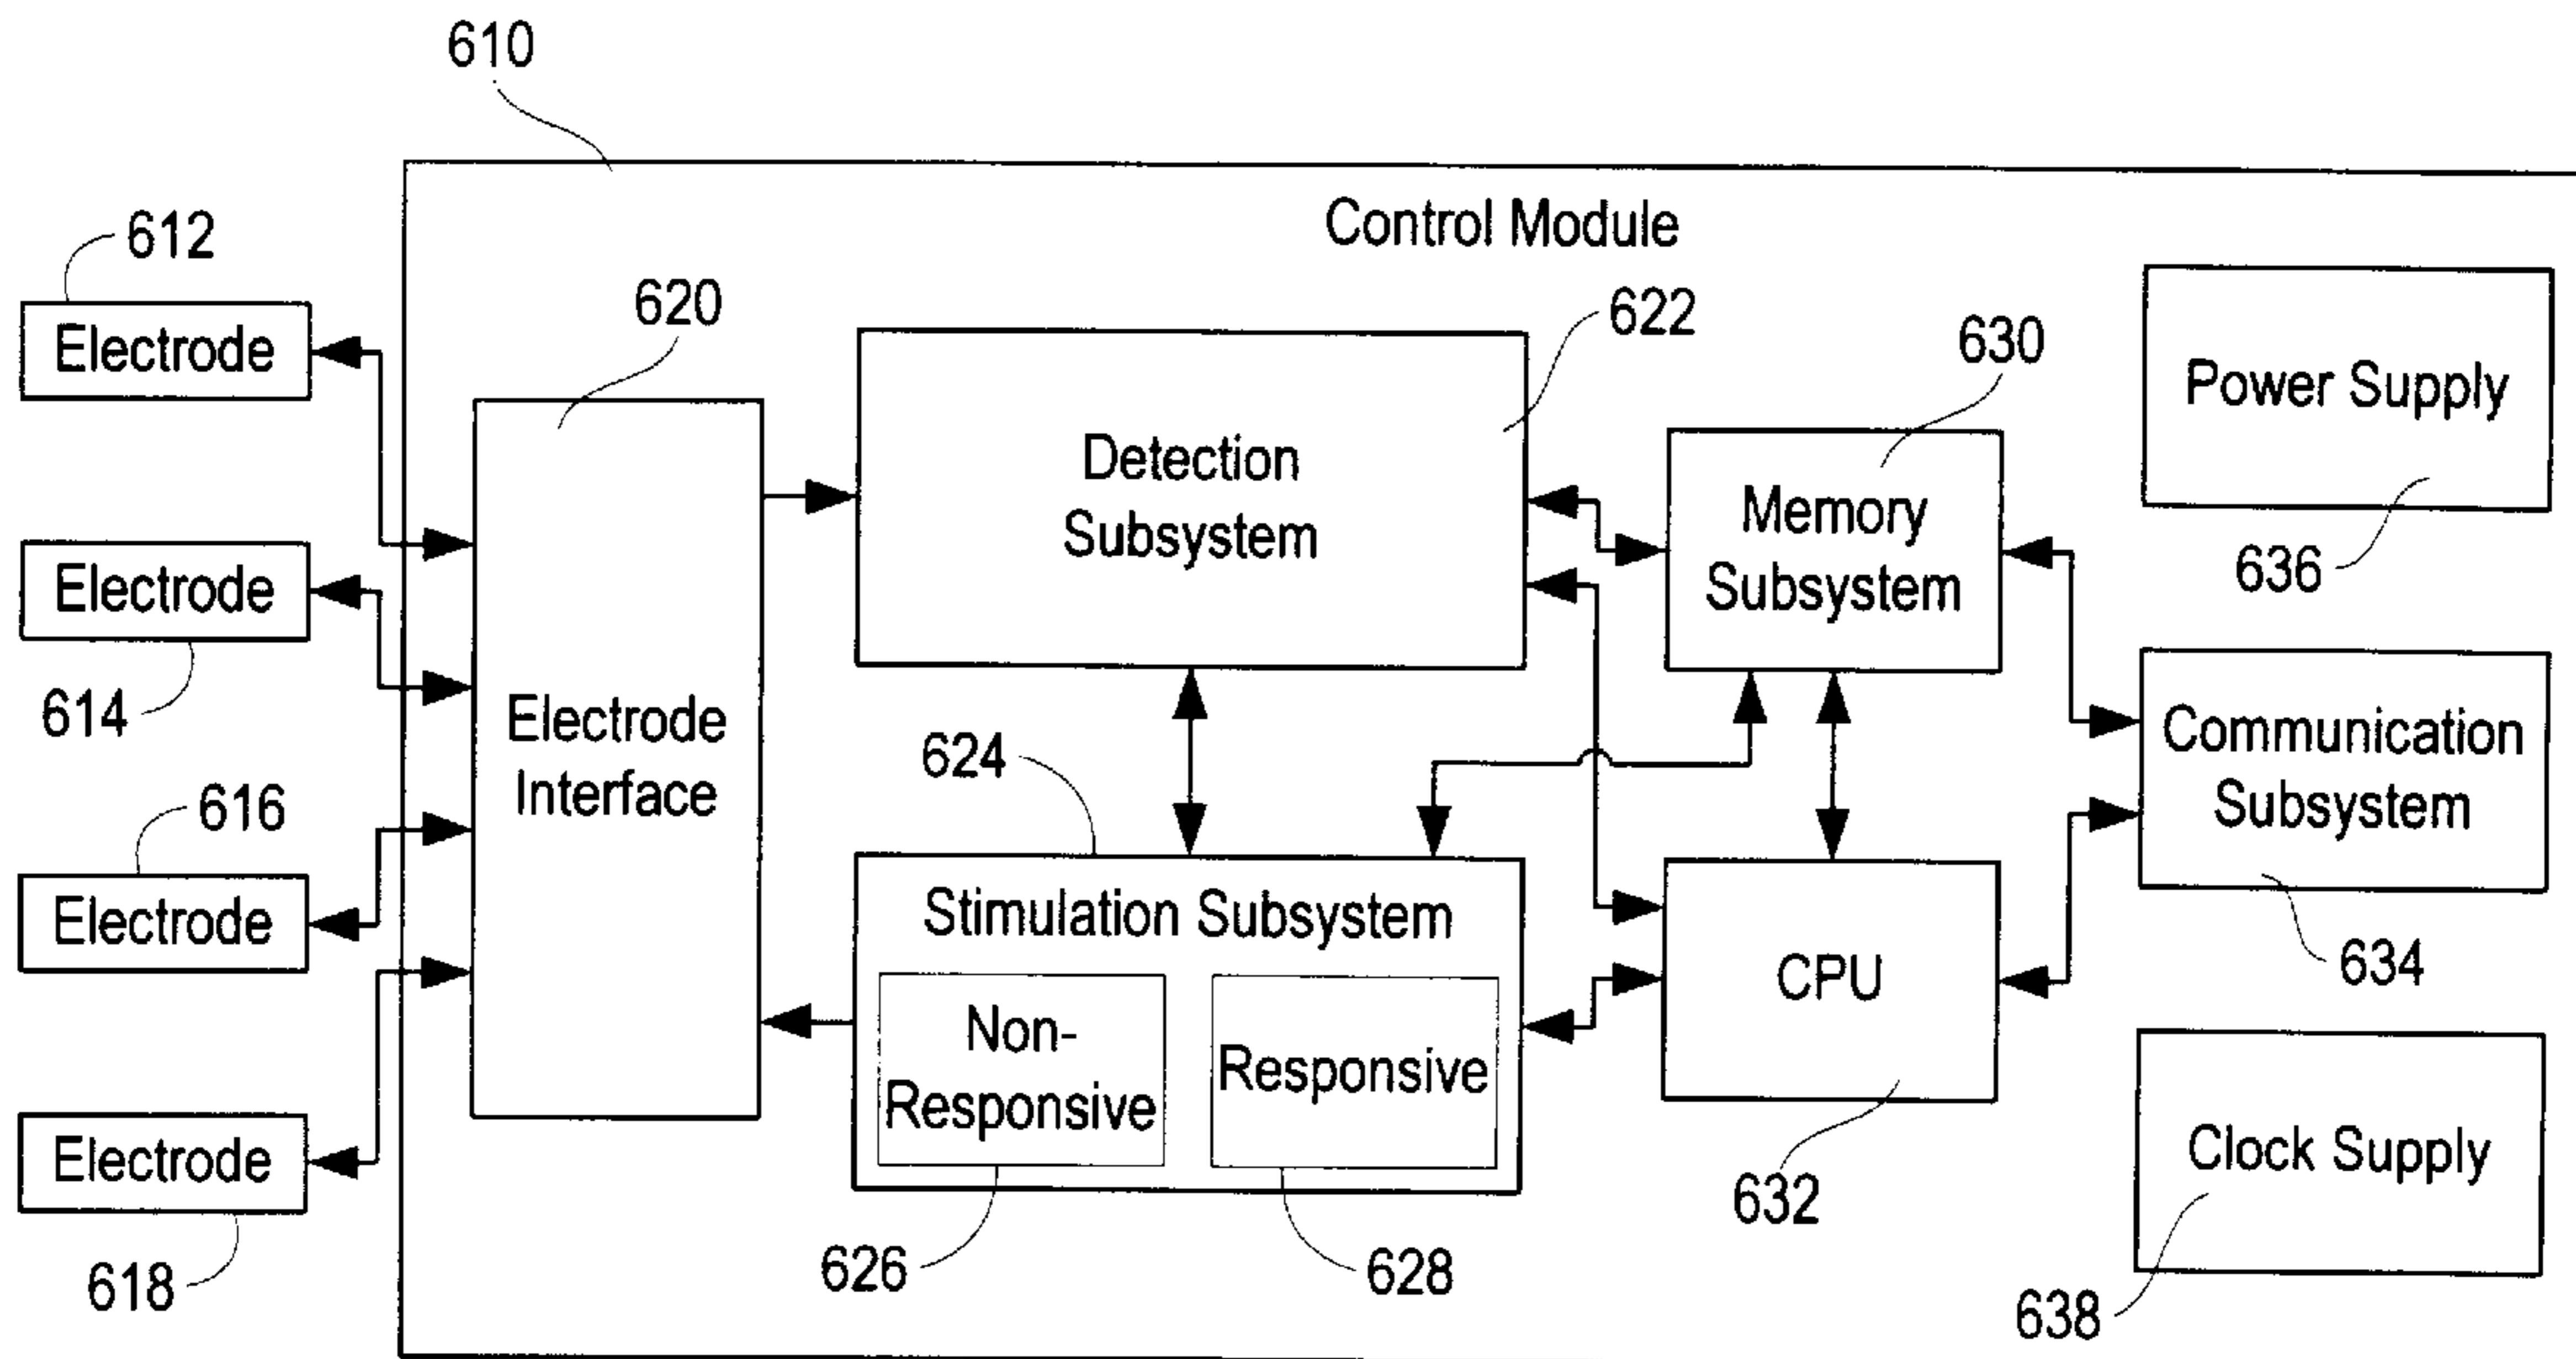 610
Control Module
612
Electrode
620
622
630
Power Supply
636
Electrode
614
Detection
Subsystem
Memory
Subsystem
Electrode
Interface
624
Communication
Subsystem
634
616
Electrode
Stimulation Subsystem
Non-
Responsive
Responsive
CPU
632
Electrode
618
626
628
Clock Supply
638